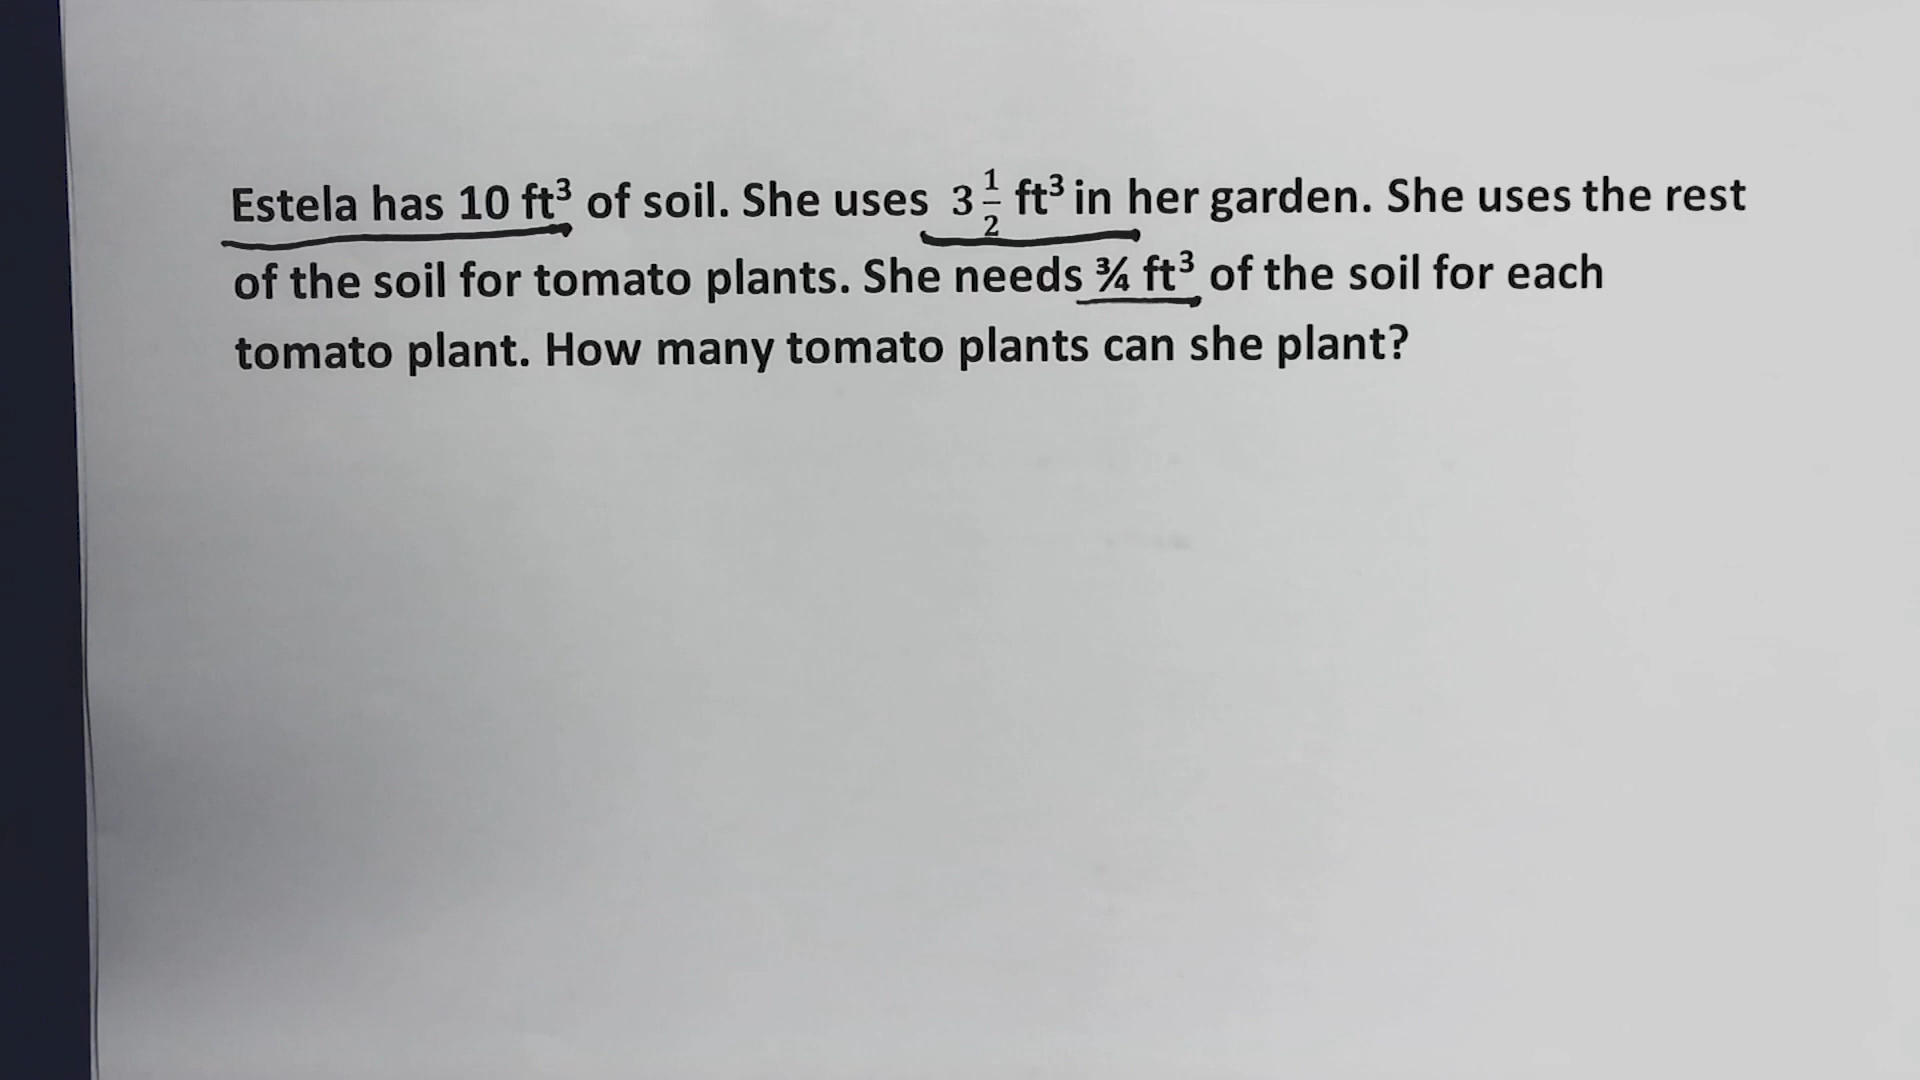 Estela has 10 ft³ of soil. She uses 3 1/2 ft³ in her garden. She uses the rest
of the soil for tomato plants. She needs ¾ ft³ of the soil for each
tomato plant. How many tomato plants can she plant?